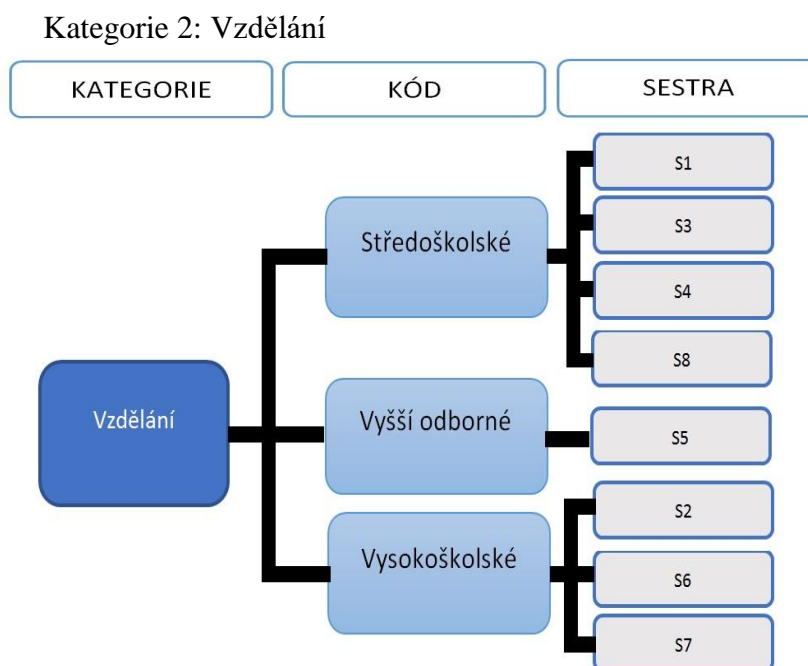 Kategorie 2: Vzdělání
KATEGORIE
KÓD
SESTRA
Vzdělání
Středoškolské
S1
S3
S4
S8
Vyšší odborné
S5
Vysokoškolské
S2
S6
S7